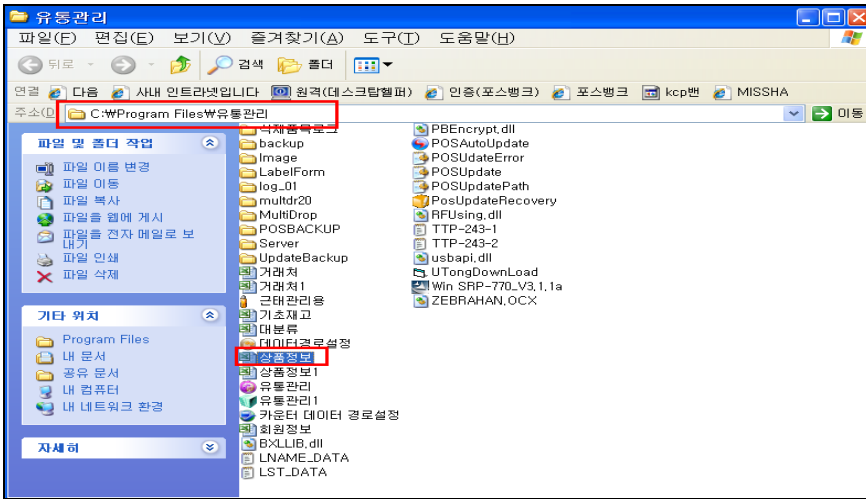 유통관리
파일(F) 편집(E) 보기(V) 즐겨찾기(A) 도구(T) 도움말(H)
뒤로 검색 폴더
연결 다음 사내 인트라넷입니다 원격(데스크탑헬퍼) 인증(포스뱅크) 포스뱅크 kcp밴 MISSHA
주소(D C:₩Program Files₩유통관리 이동
파일 및 폴더 작업
파일 이름 변경
파일 이동
파일 복사
파일을 웹에 게시
파일을 전자 메일로 보
내기
파일 인쇄
파일 삭제
기타 위치
Program Files
내 문서
공유 문서
내 컴퓨터
내 네트워크 환경
자세히
삭제품목로그
backup
Image
LabelForm
log_01
multdr20
MultiDrop
POSBACKUP
Server
UpdateBackup
거래처
거래처1
근태관리용
기초재고
대분류
데이터경로설정
상품정보
상품정보1
유통관리
유통관리1
카운터 데이터 경로설정
회원정보
BXLLIB.dll
LNAME_DATA
LST_DATA
PBEncrypt.dll
POSAutoUpdate
POSUdateError
POSUpdate
POSUpdatePath
PosUpdateRecovery
RFUsing.dll
TTP-243-1
TTP-243-2
usbapi.dll
UTongDownLoad
Win SRP-770_V3.1.1a
ZEBRAHAN.OCX